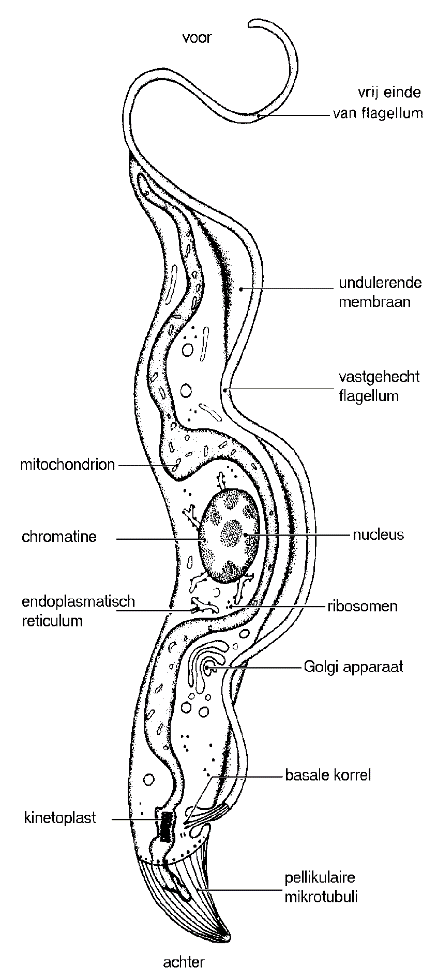 voor
vrij einde
van flagellum
undulerende
membraan
vastgehecht
flagellum
mitochondrion
chromatine
nucleus
endoplasmatisch
reticulum
ribosomen
Golgi apparaat
basale korrel
kinetoplast
pellikulaire
mikrotubuli
achter